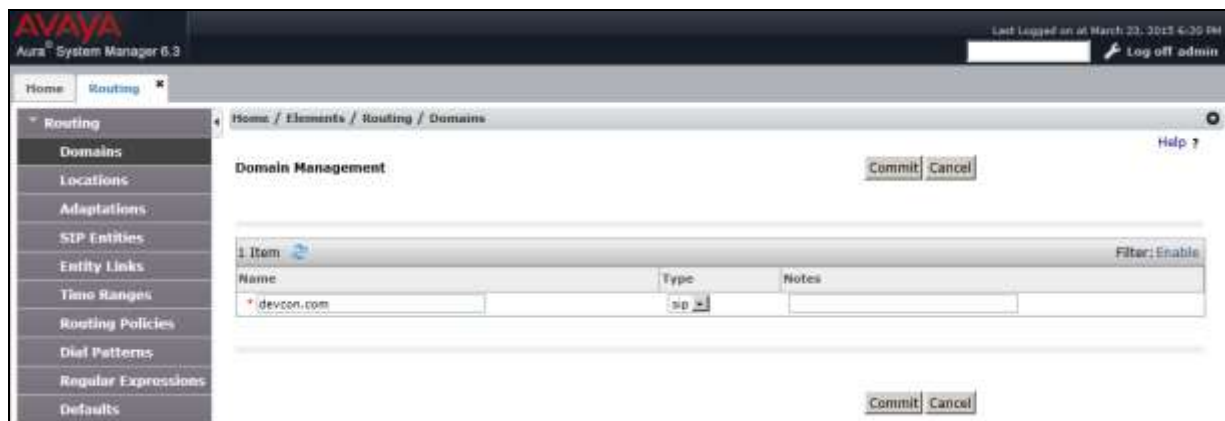 AVAYA
Last Logged on at March 23, 2015 6:20 PM
Aura® System Manager 6.3
Log off admin
Home
Routing ×
Routing
Home / Elements / Routing / Domains
Help ?
Domains
Domain Management
Commit Cancel
Locations
Adaptations
SIP Entities
1 Item
Filter: Enable
Entity Links
Name Type Notes
Time Ranges
* devcon.com sip
Routing Policies
Dial Patterns
Regular Expressions
Defaults
Commit Cancel